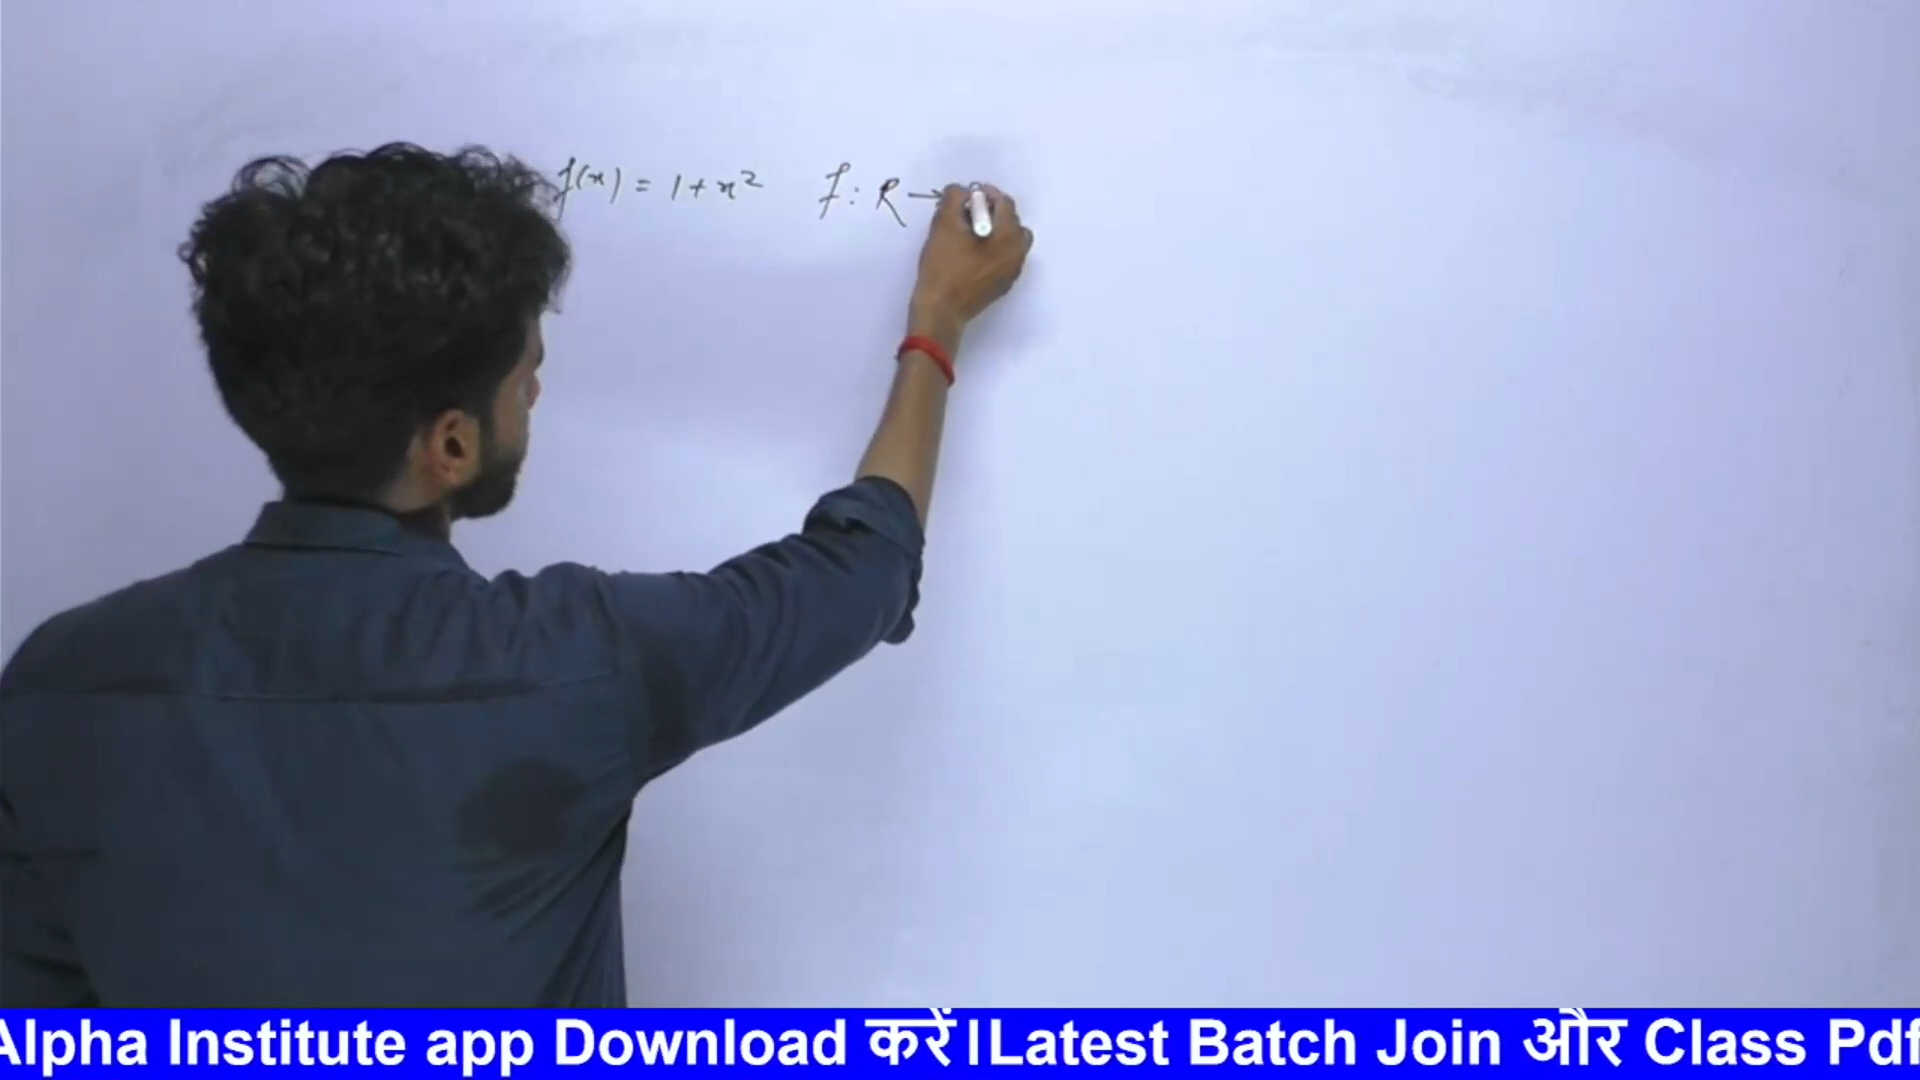 f(x) = 1 + x² f : R →
Alpha Institute app Download करें।Latest Batch Join और Class Pdf